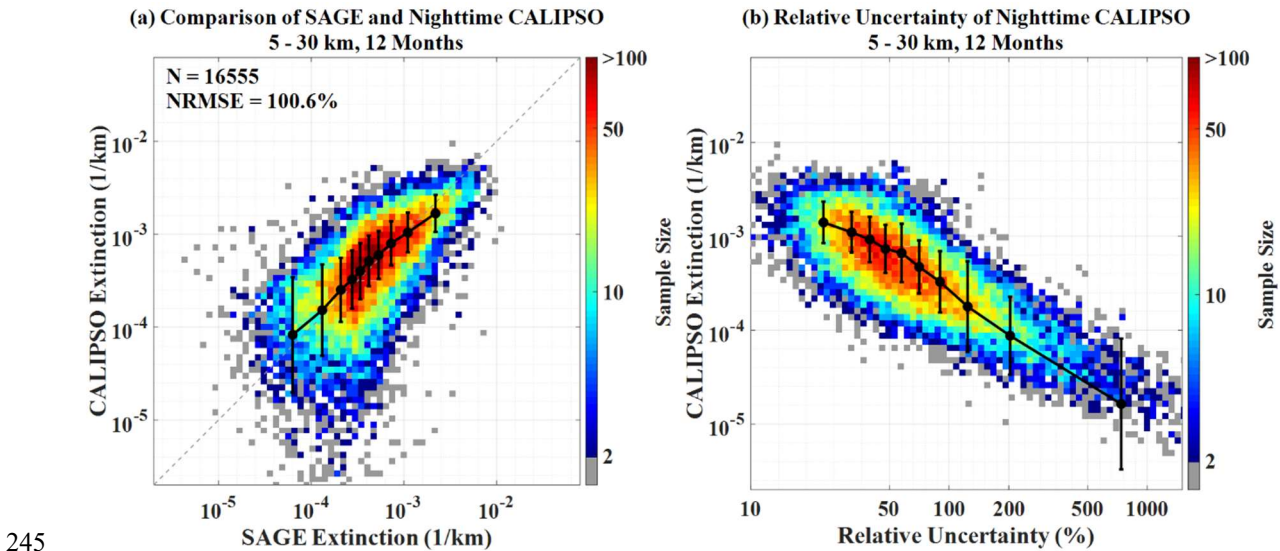 (a) Comparison of SAGE and Nighttime CALIPSO
5 - 30 km, 12 Months
N = 16555
NRMSE = 100.6%
CALIPSO Extinction (1/km)
10⁻²
10⁻³
10⁻⁴
10⁻⁵
10⁻⁵ 10⁻⁴ 10⁻³ 10⁻²
SAGE Extinction (1/km)
>100
50
10
2
Sample Size
(b) Relative Uncertainty of Nighttime CALIPSO
5 - 30 km, 12 Months
CALIPSO Extinction (1/km)
10⁻²
10⁻³
10⁻⁴
10⁻⁵
10 50 100 200 500 1000
Relative Uncertainty (%)
>100
50
10
2
Sample Size
245